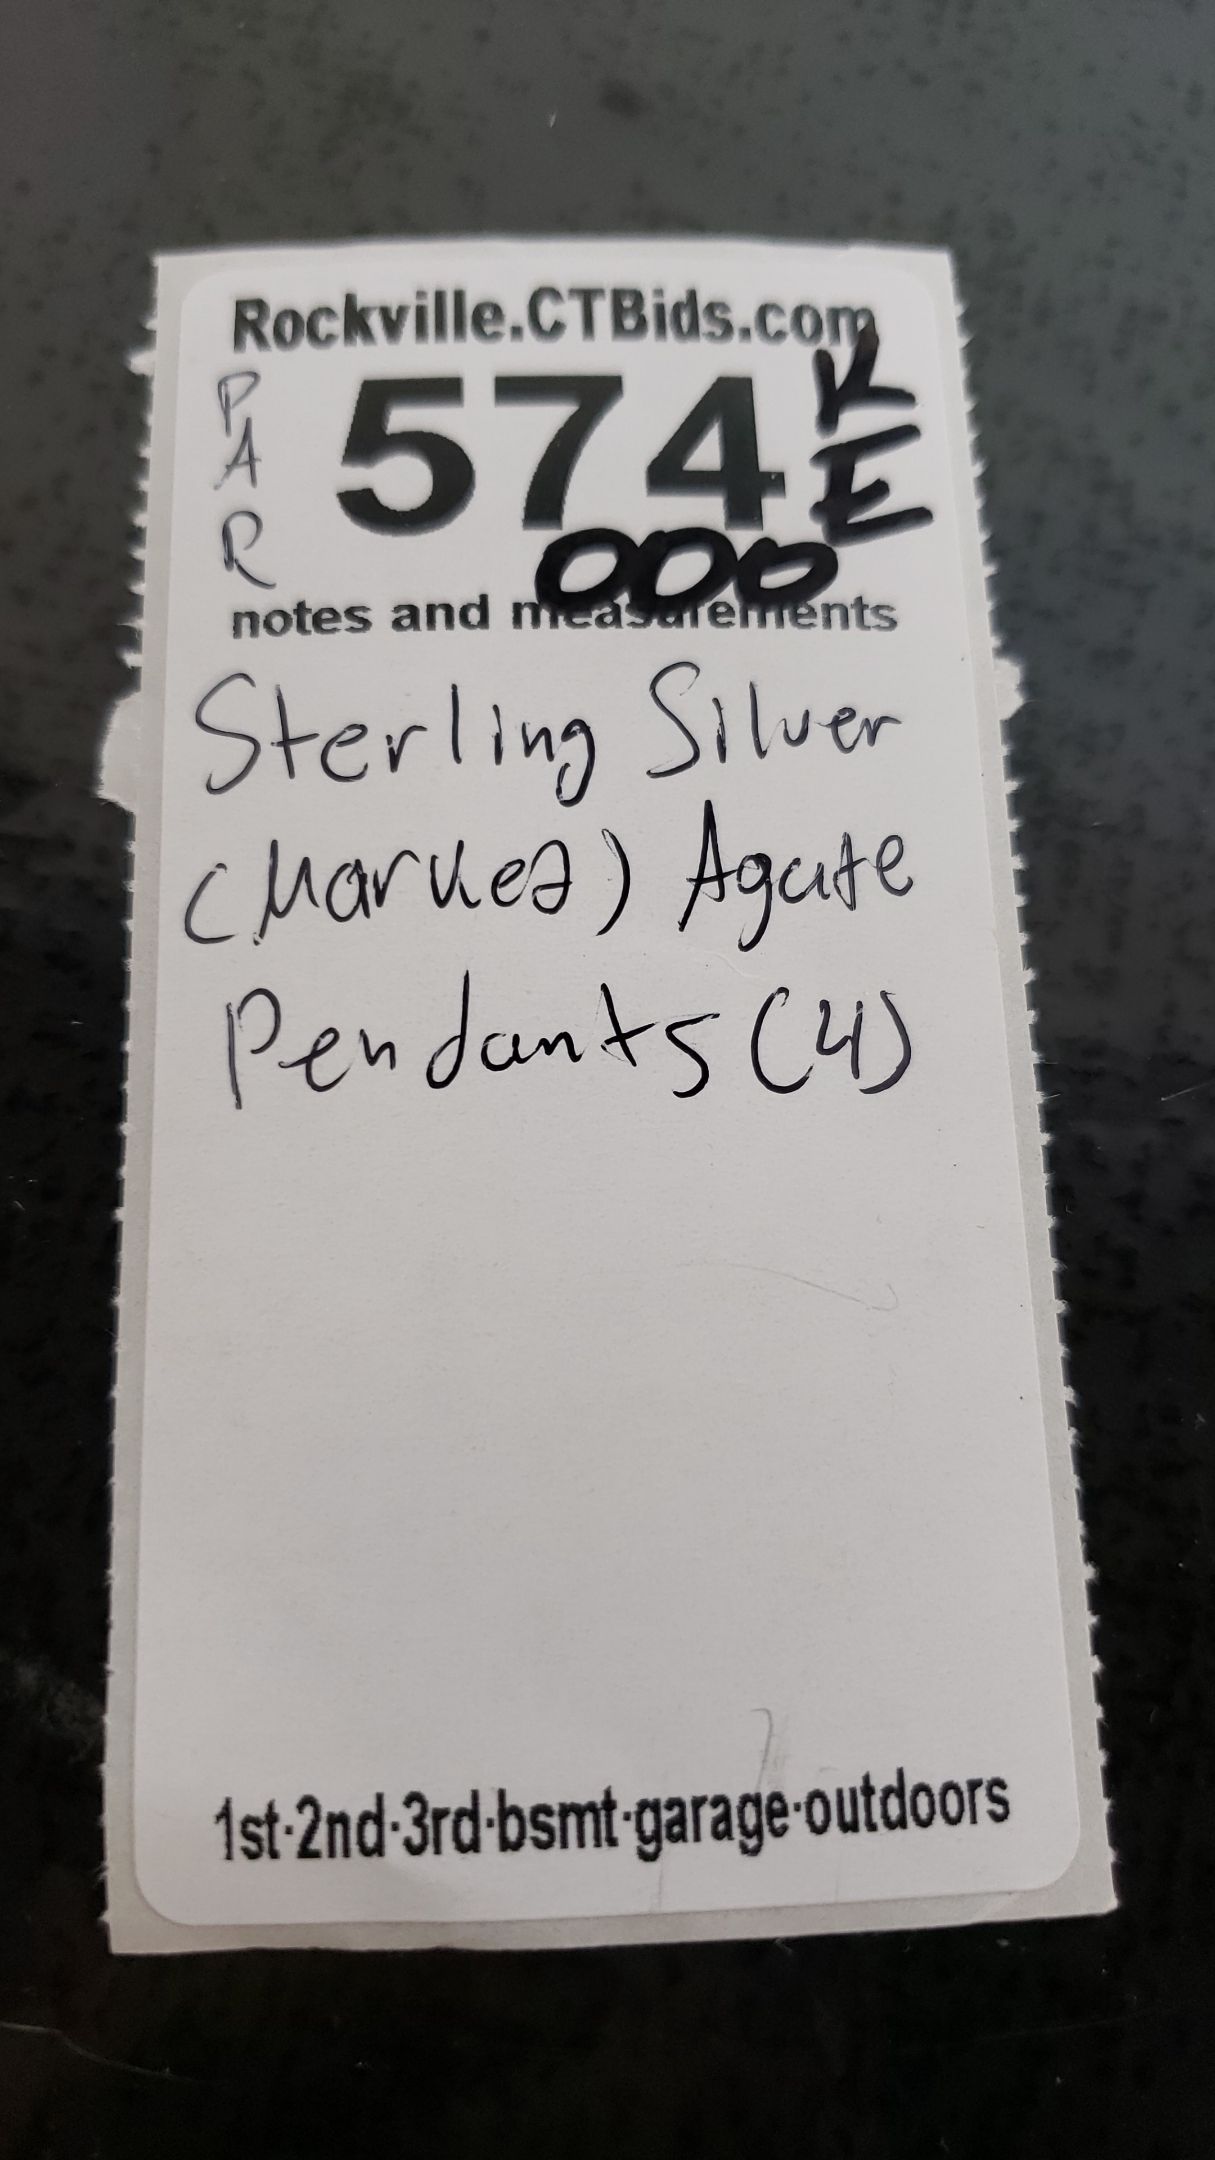 Rockville.CTBids.com
PAR
574
KE
000
notes and measurements
Sterling Silver
(Marked) Agate
Pendants (4)
1st·2nd·3rd·bsmt·garage·outdoors